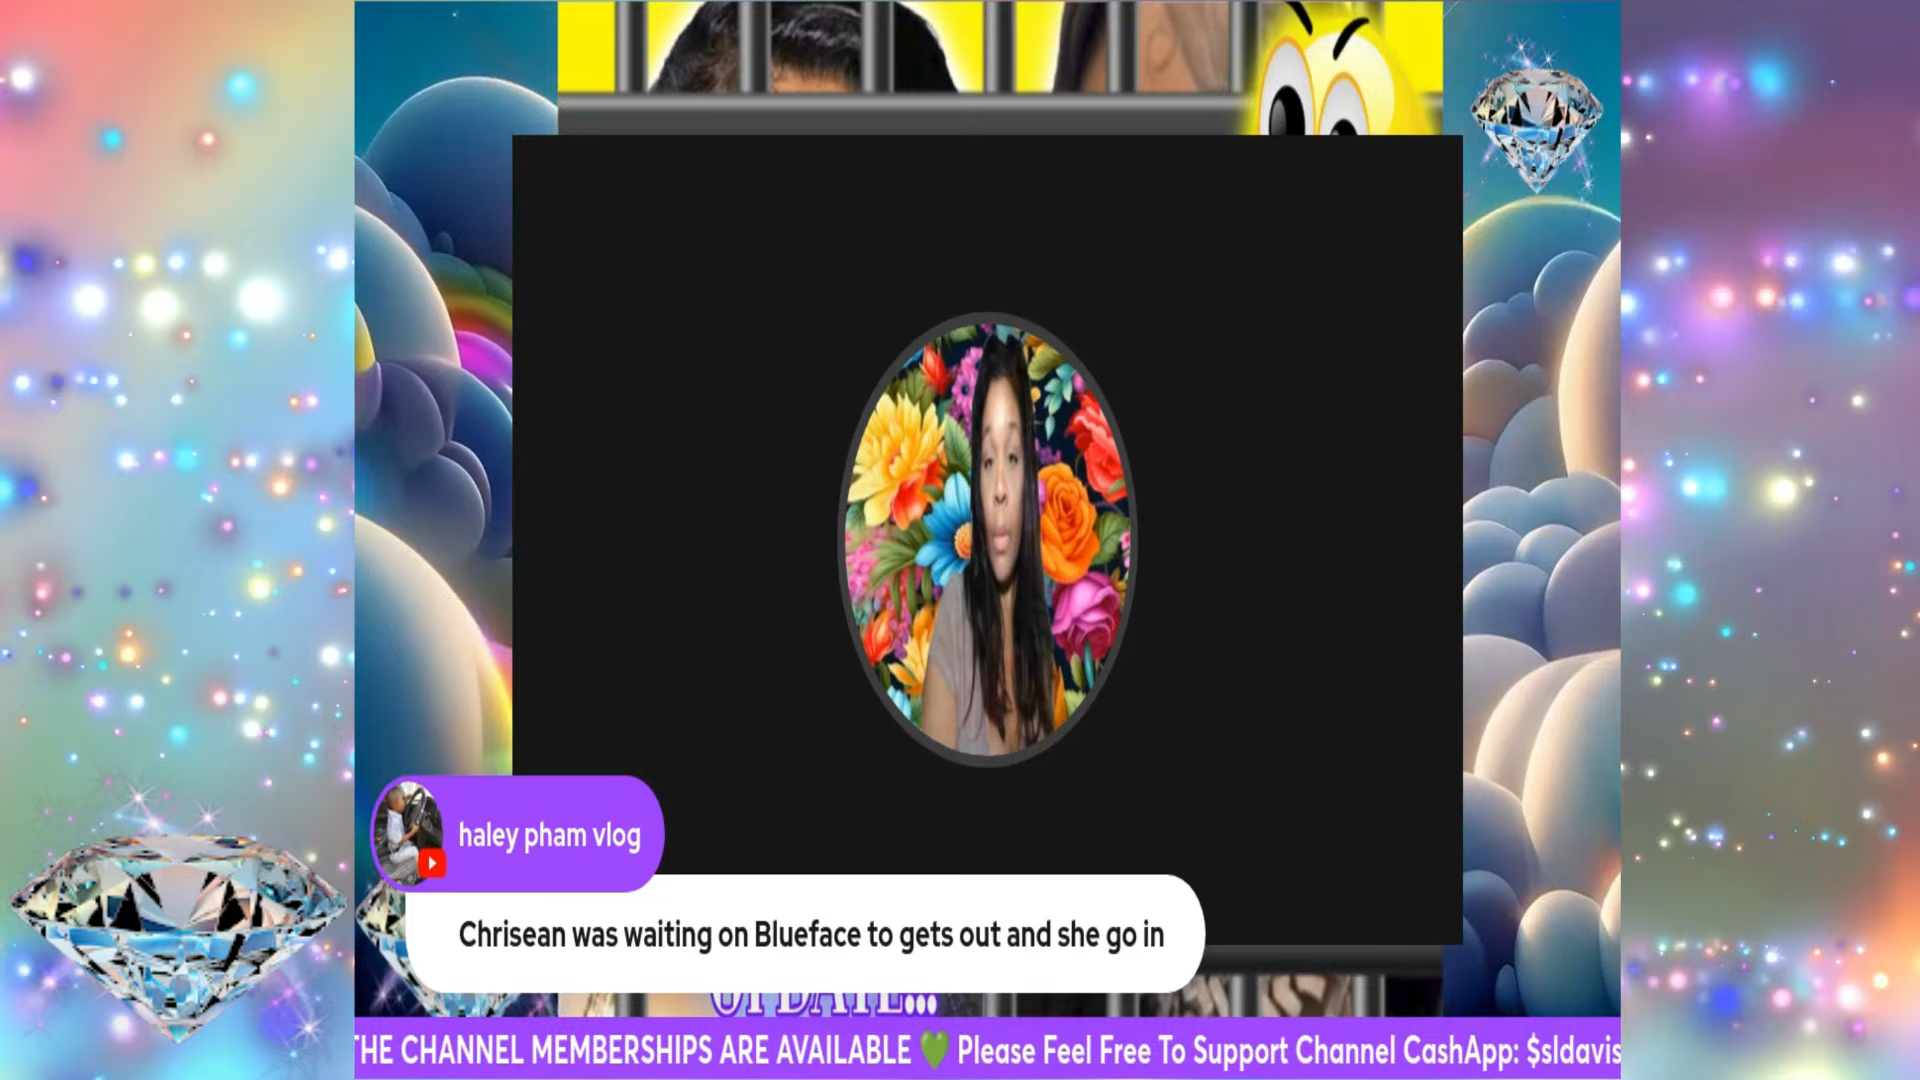 haley pham vlog
Chrisean was waiting on Blueface to gets out and she go in
UPDATE...
THE CHANNEL MEMBERSHIPS ARE AVAILABLE 💚 Please Feel Free To Support Channel CashApp: $sldavis